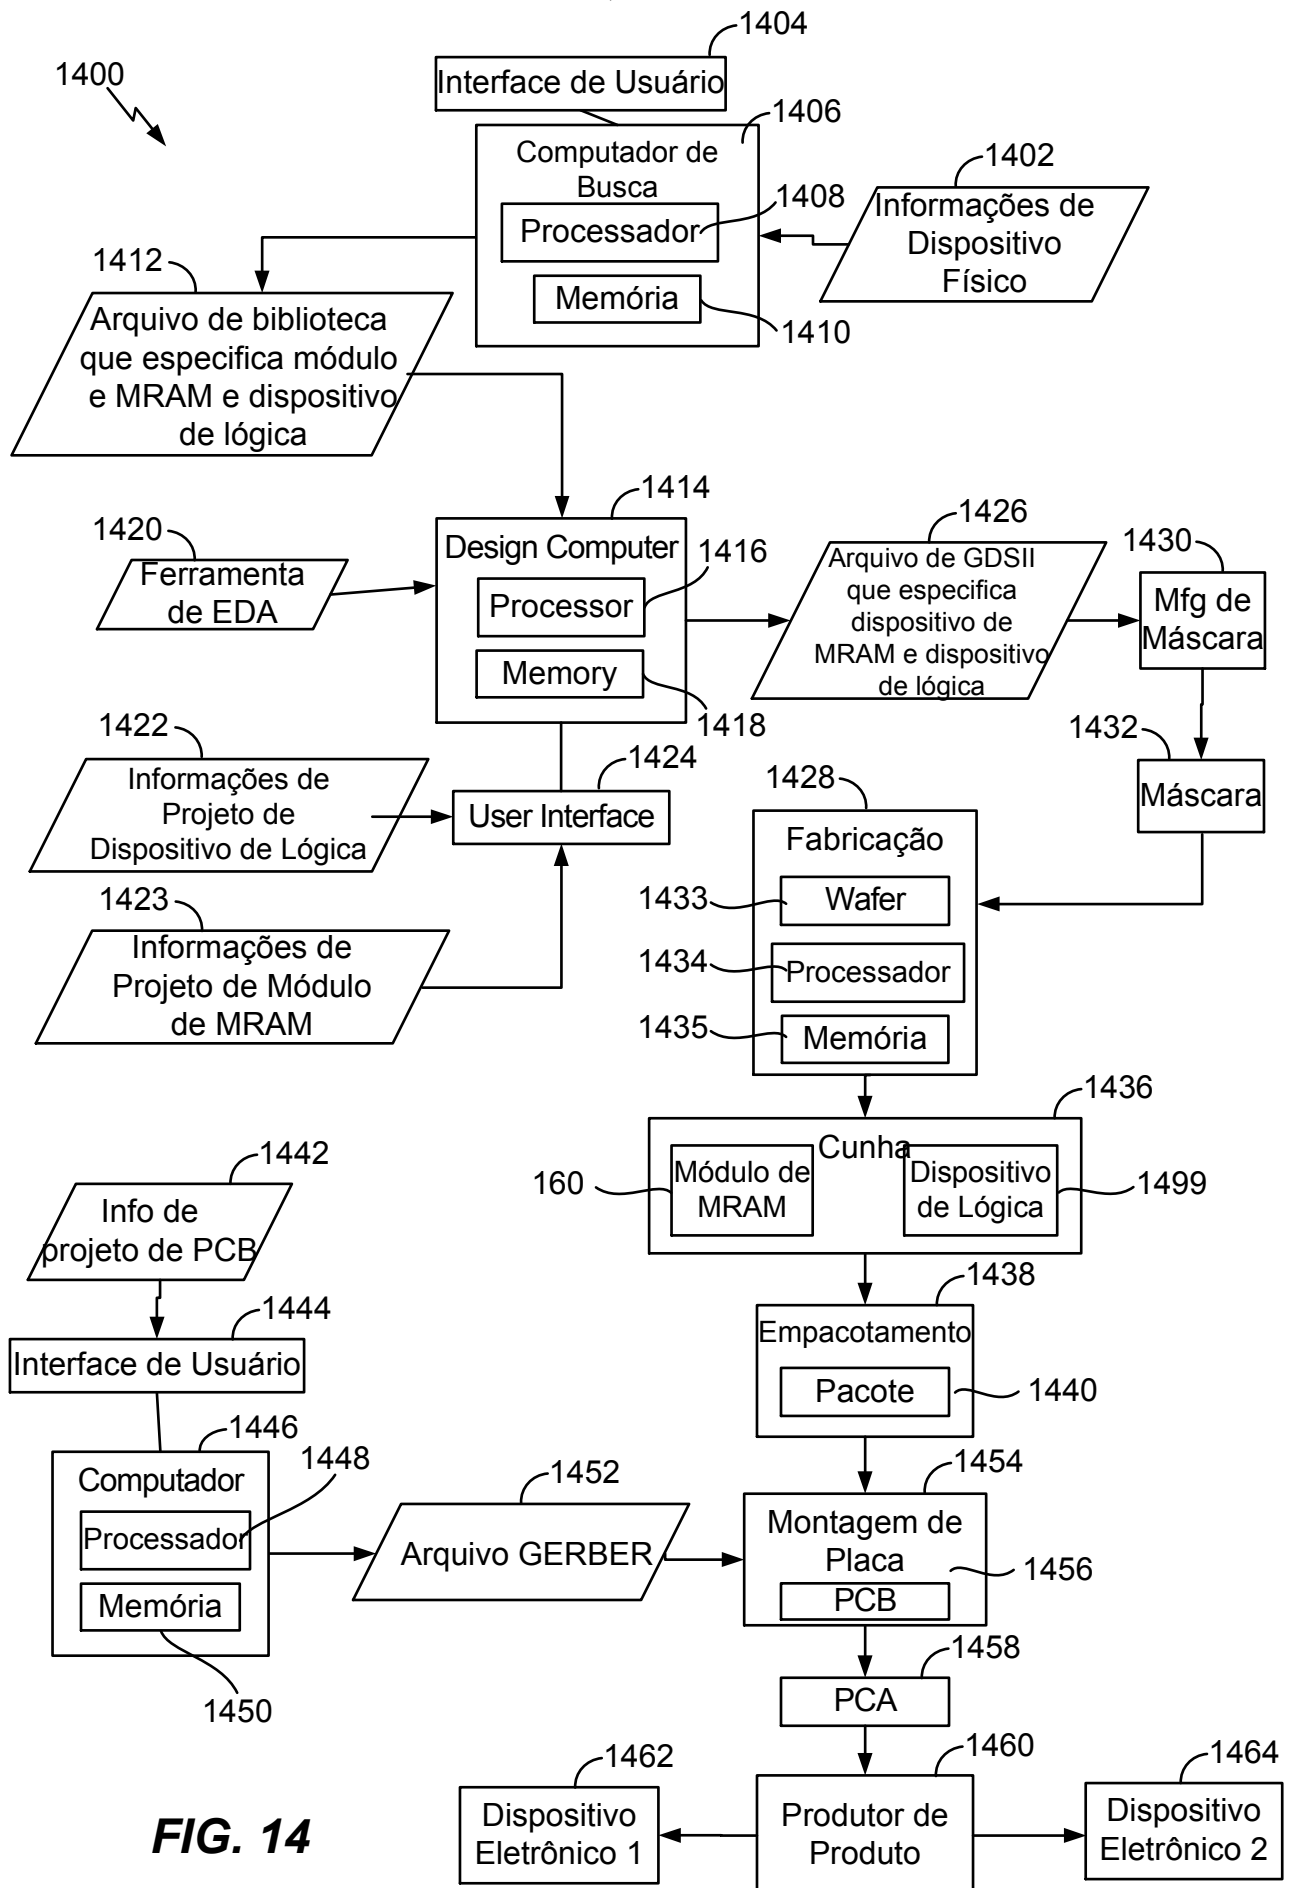 1404
1400
Interface de Usuário
1406
Computador de
Busca
1402
1408
Processador
Informações de
Dispositivo
Físico
1412
Memória
1410
Arquivo de biblioteca
que especifica módulo
e MRAM e dispositivo
de lógica
1414
1420
Design Computer
1416
Ferramenta
de EDA
Processor
Memory
1418
1426
Arquivo de GDSII
que especifica
dispositivo de
MRAM e dispositivo
de lógica
1430
Mfg de
Máscara
1422
1424
Informações de
Projeto de
Dispositivo de Lógica
User Interface
1432
Máscara
1428
Fabricação
1433
Wafer
1423
Informações de
Projeto de Módulo
de MRAM
1434
Processador
1435
Memória
1436
Cunha
160
Módulo de
MRAM
Dispositivo
de Lógica
1499
1442
Info de
projeto de PCB
1438
Empacotamento
1444
Interface de Usuário
Pacote
1440
1446
Computador
1448
Processador
Memória
1450
1452
Arquivo GERBER
1454
Montagem de
Placa
1456
PCB
1458
PCA
1462
1460
1464
Dispositivo
Eletrônico 1
Produtor de
Produto
Dispositivo
Eletrônico 2
FIG. 14